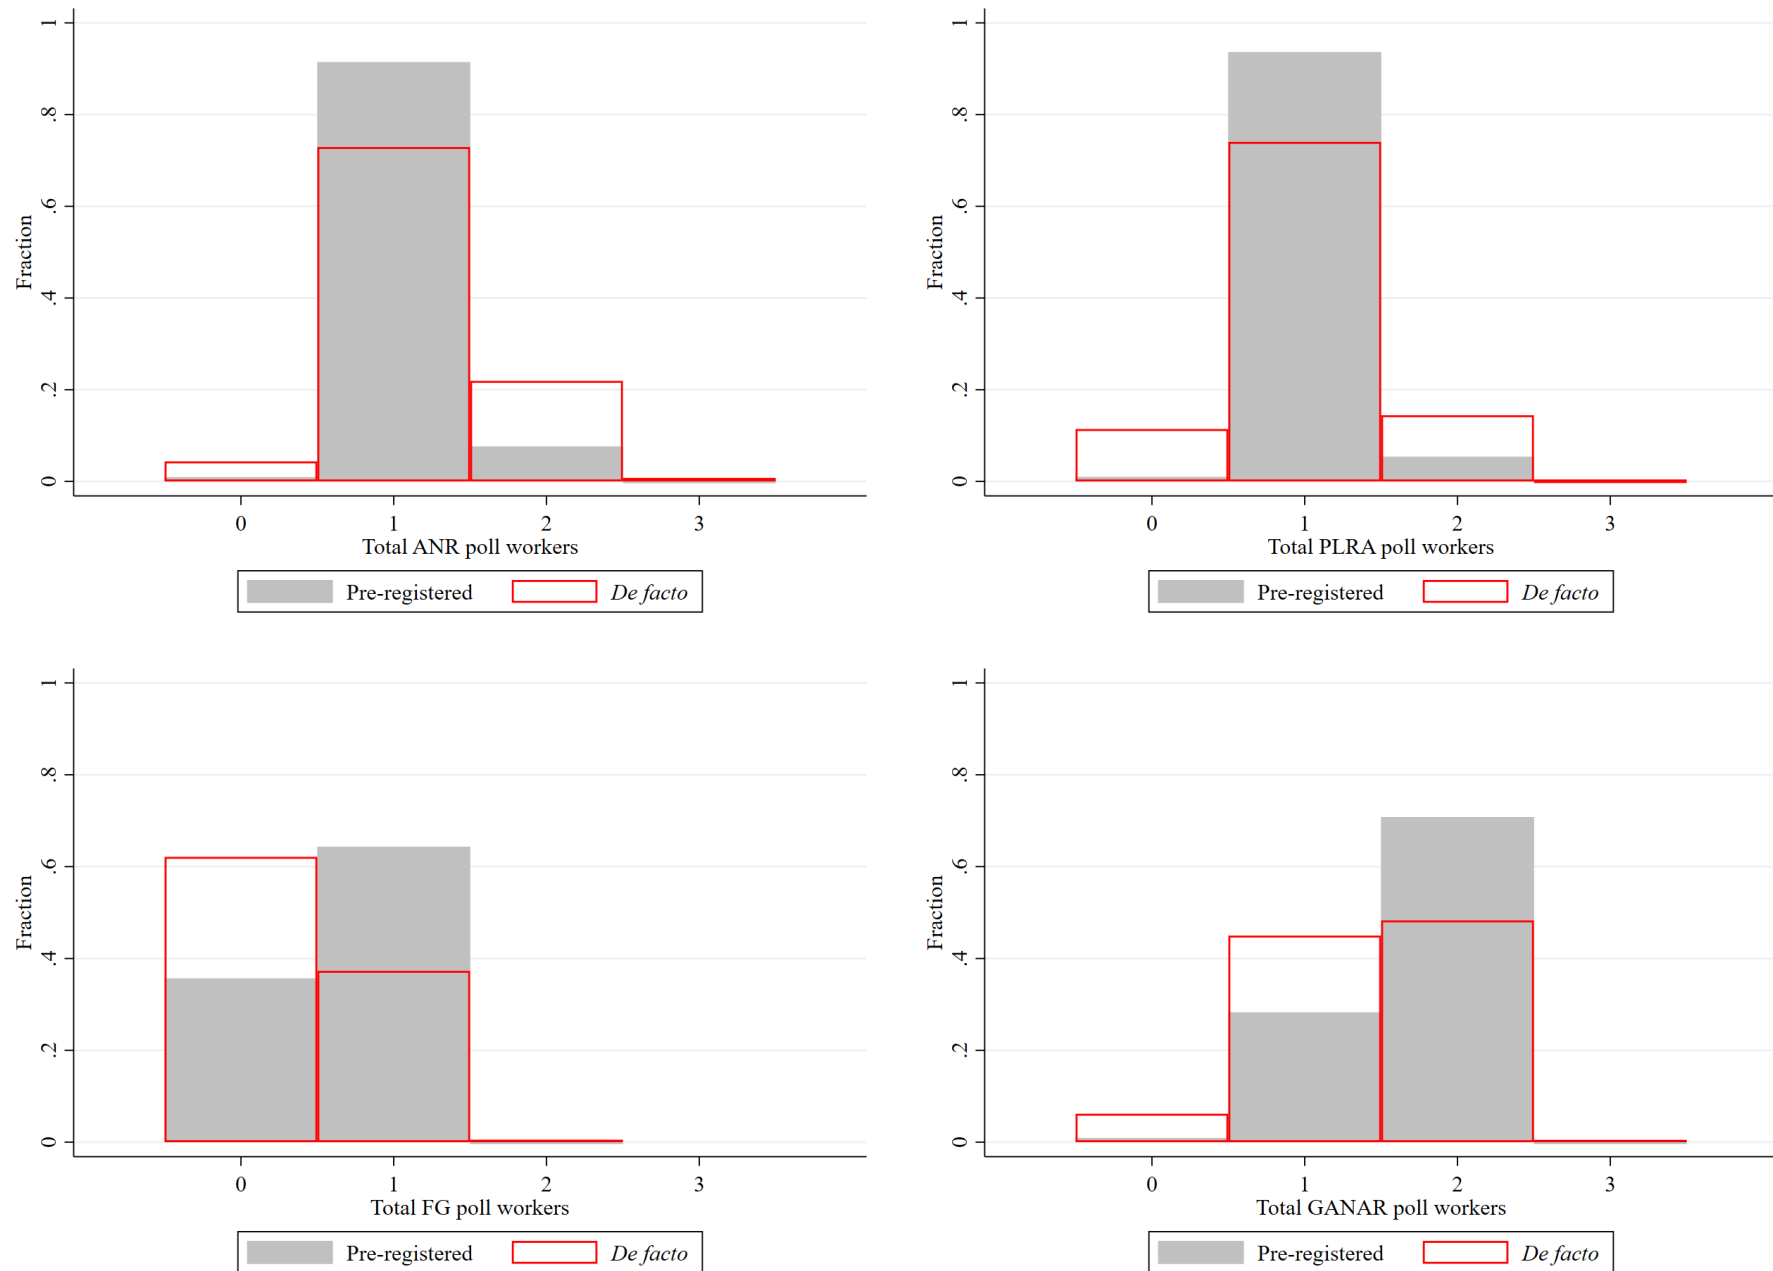 Fraction
1
.8
.6
.4
.2
0
0 1 2 3
Total ANR poll workers
Pre-registered De facto
Fraction
1
.8
.6
.4
.2
0
0 1 2 3
Total PLRA poll workers
Pre-registered De facto
Fraction
1
.8
.6
.4
.2
0
0 1 2 3
Total FG poll workers
Pre-registered De facto
Fraction
1
.8
.6
.4
.2
0
0 1 2 3
Total GANAR poll workers
Pre-registered De facto